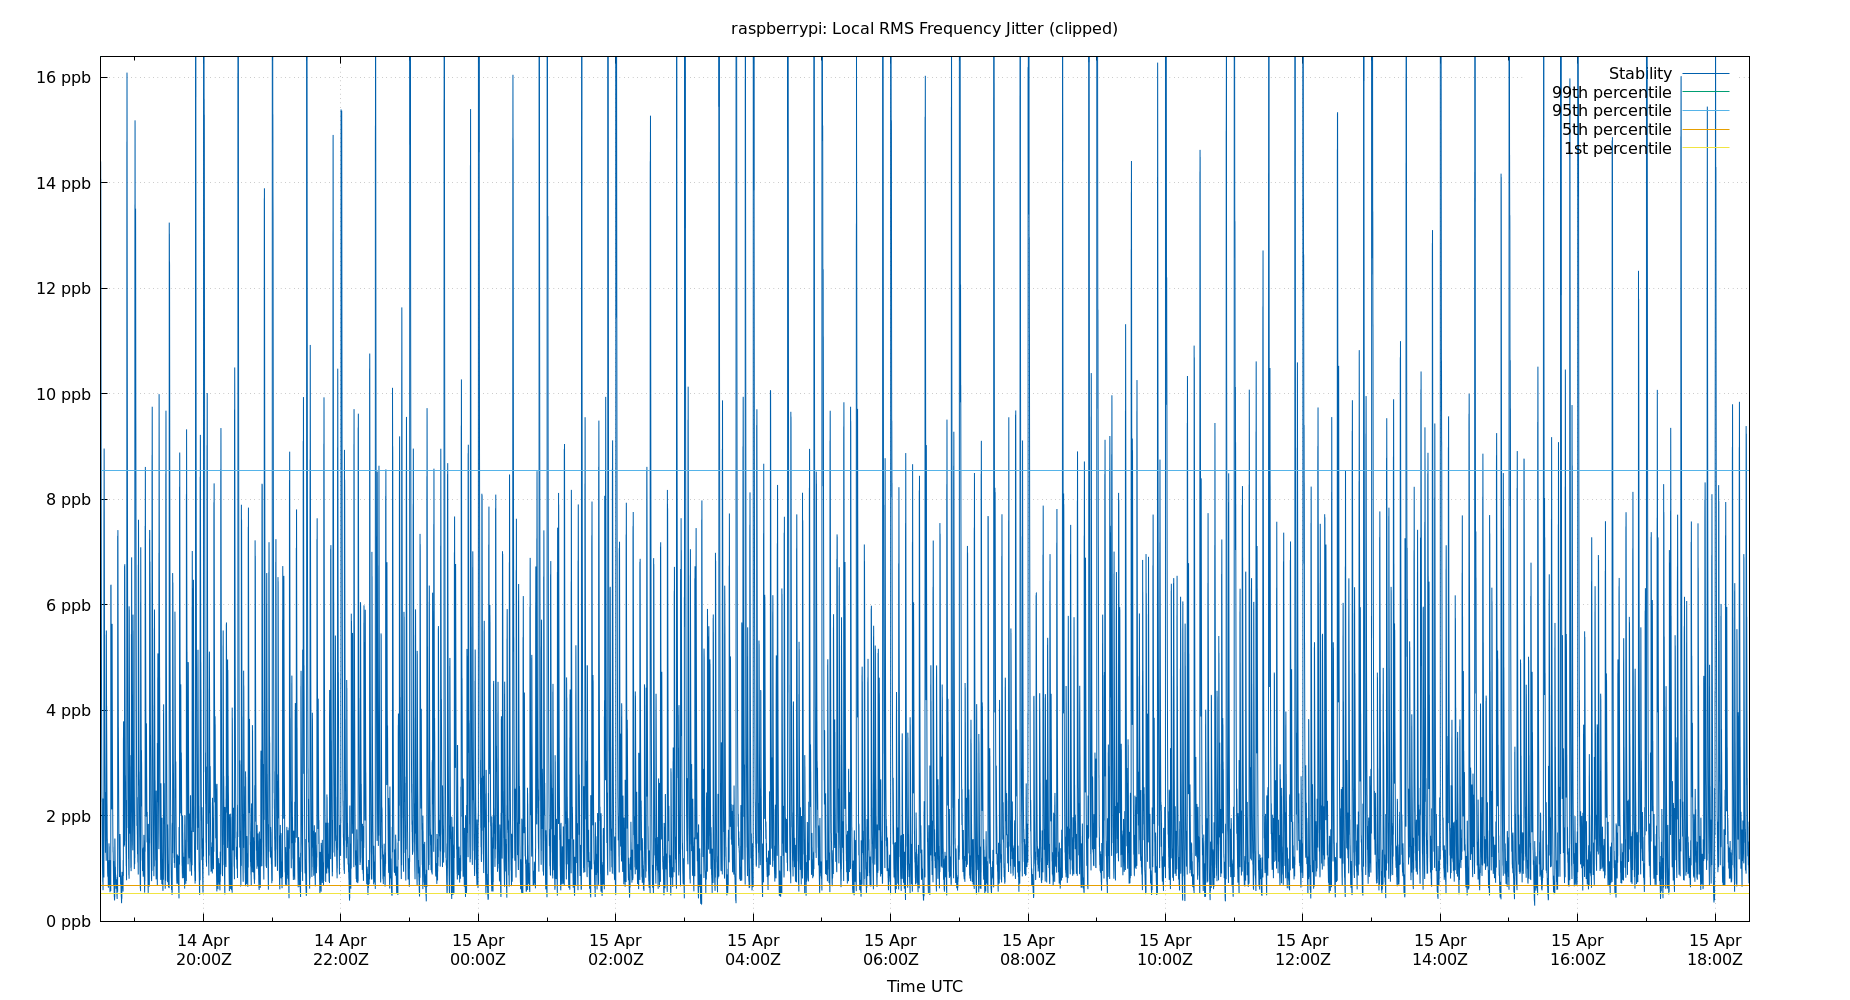 raspberrypi: Local RMS Frequency Jitter (clipped)
16 ppb
14 ppb
12 ppb
10 ppb
8 ppb
6 ppb
4 ppb
2 ppb
0 ppb
Stability
99th percentile
95th percentile
5th percentile
1st percentile
14 Apr 14 Apr 15 Apr 15 Apr 15 Apr 15 Apr 15 Apr 15 Apr 15 Apr 15 Apr 15 Apr 15 Apr
20:00Z 22:00Z 00:00Z 02:00Z 04:00Z 06:00Z 08:00Z 10:00Z 12:00Z 14:00Z 16:00Z 18:00Z
Time UTC